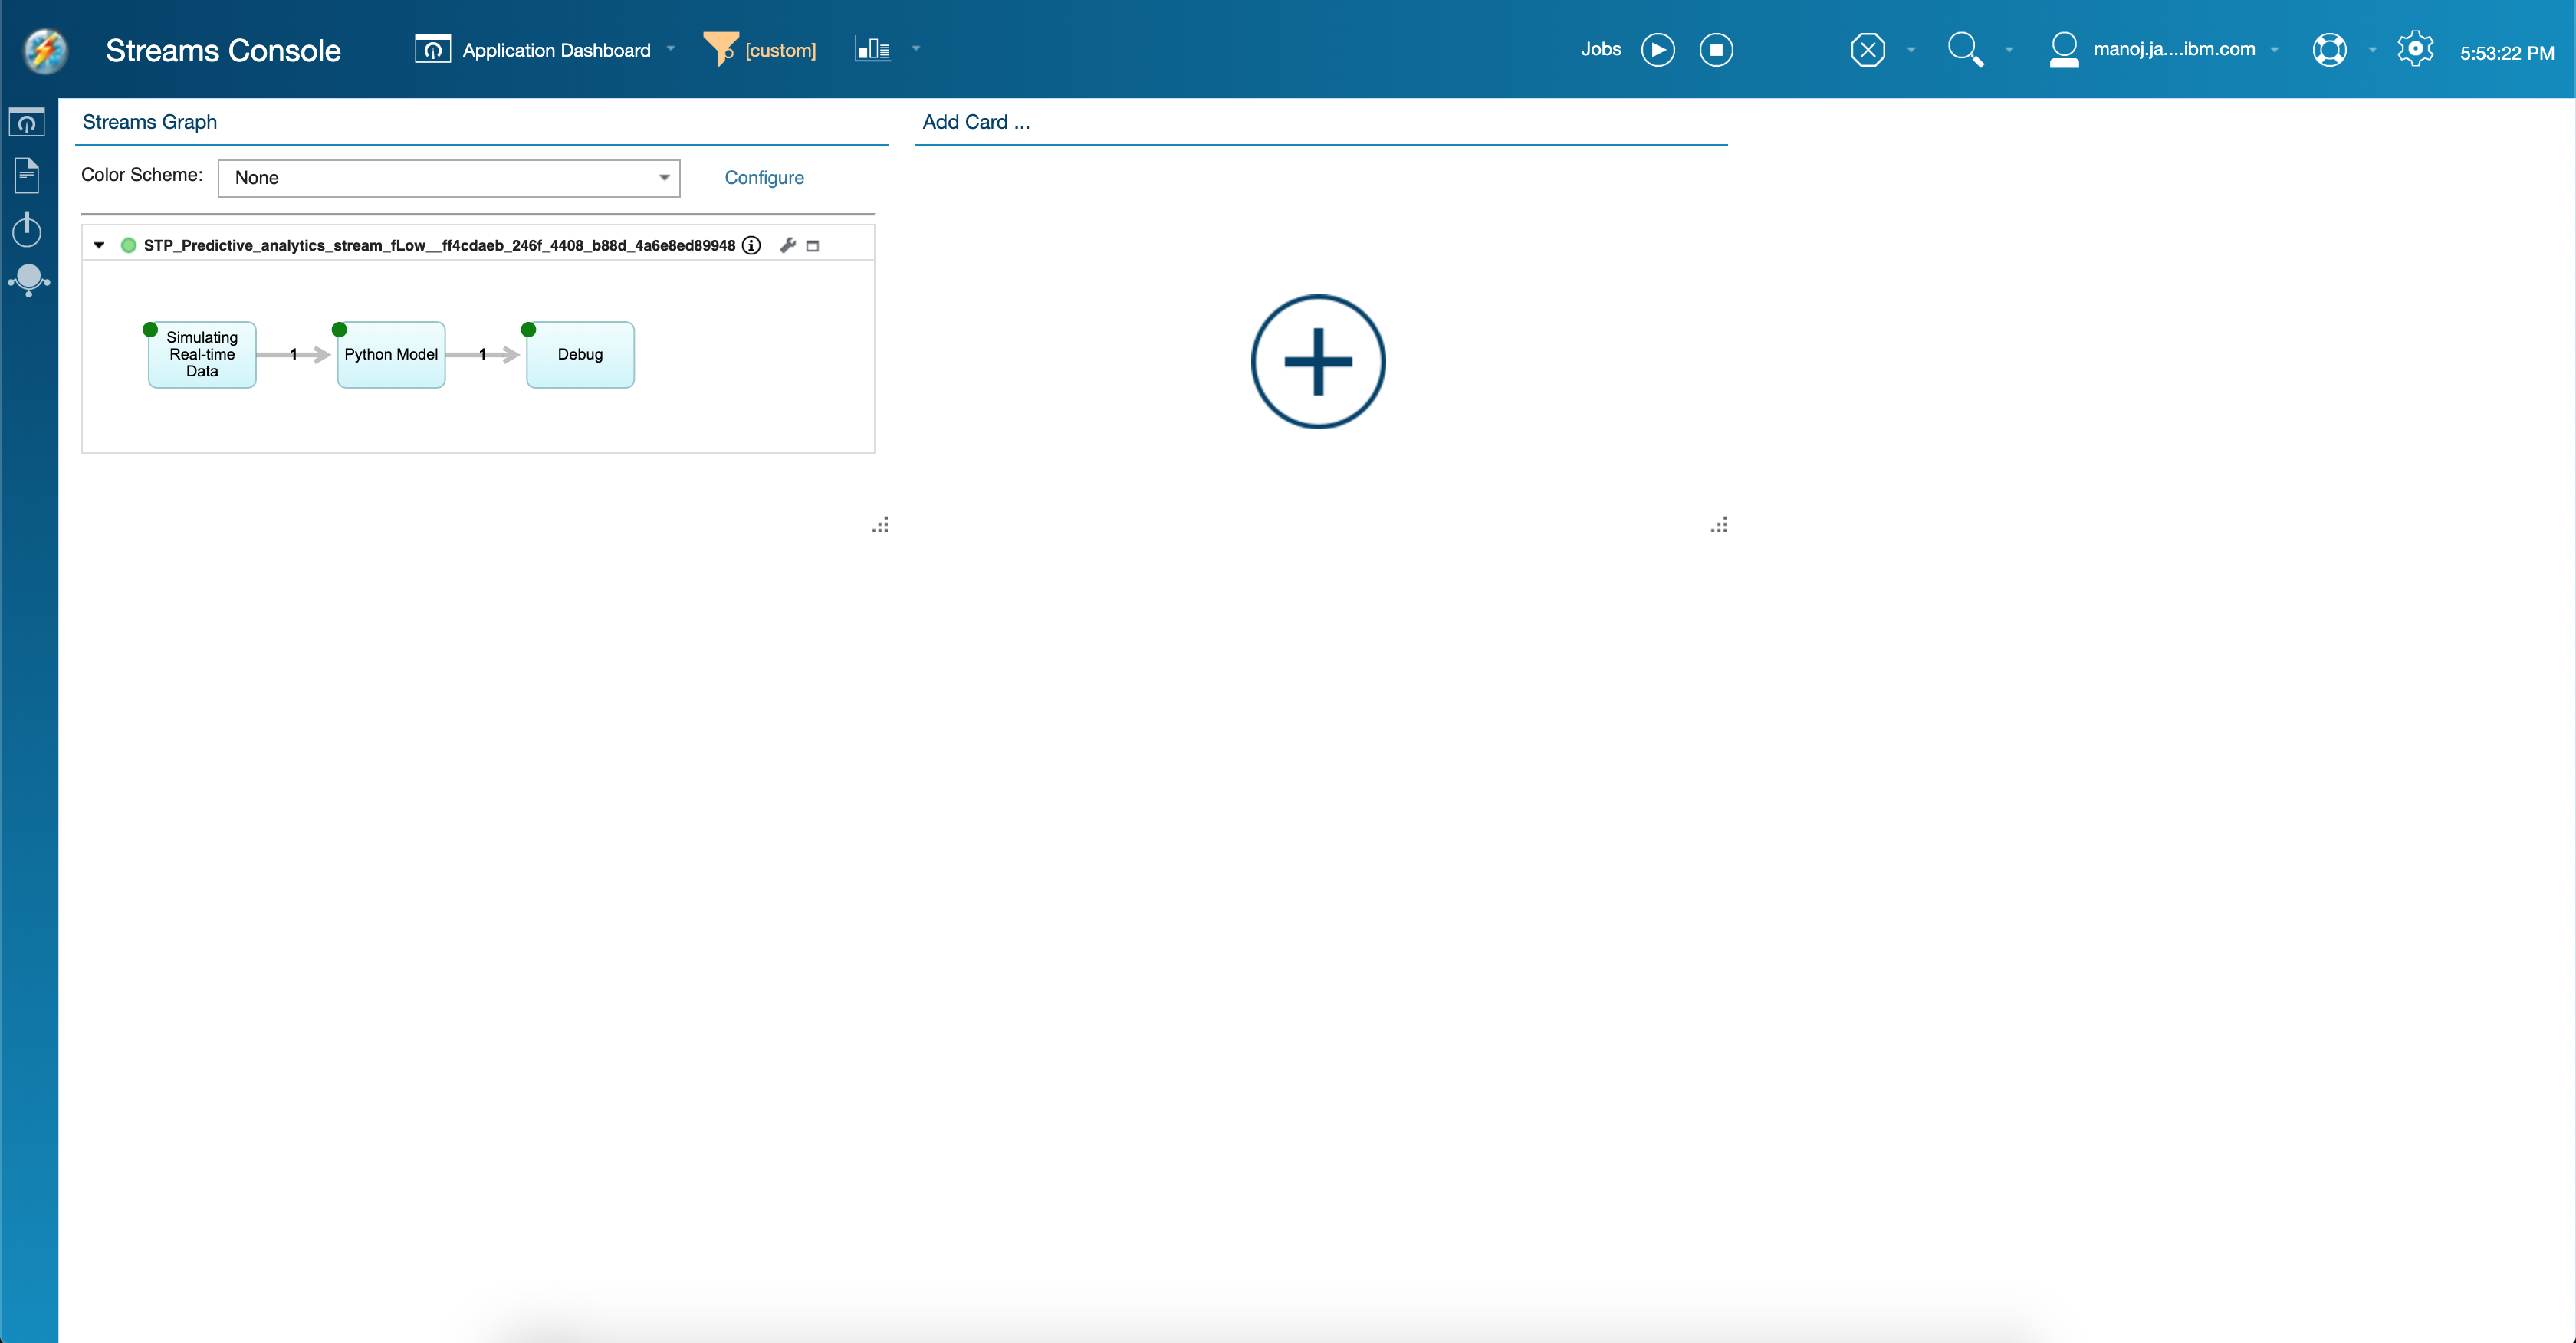 Streams Console
Application Dashboard
[custom]
Jobs
manoj.ja....ibm.com
5:53:22 PM
Streams Graph
Add Card ...
Color Scheme:
None
Configure
STP_Predictive_analytics_stream_fLow__ff4cdaeb_246f_4408_b88d_4a6e8ed89948
Simulating
Real-time
Data
1
Python Model
1
Debug